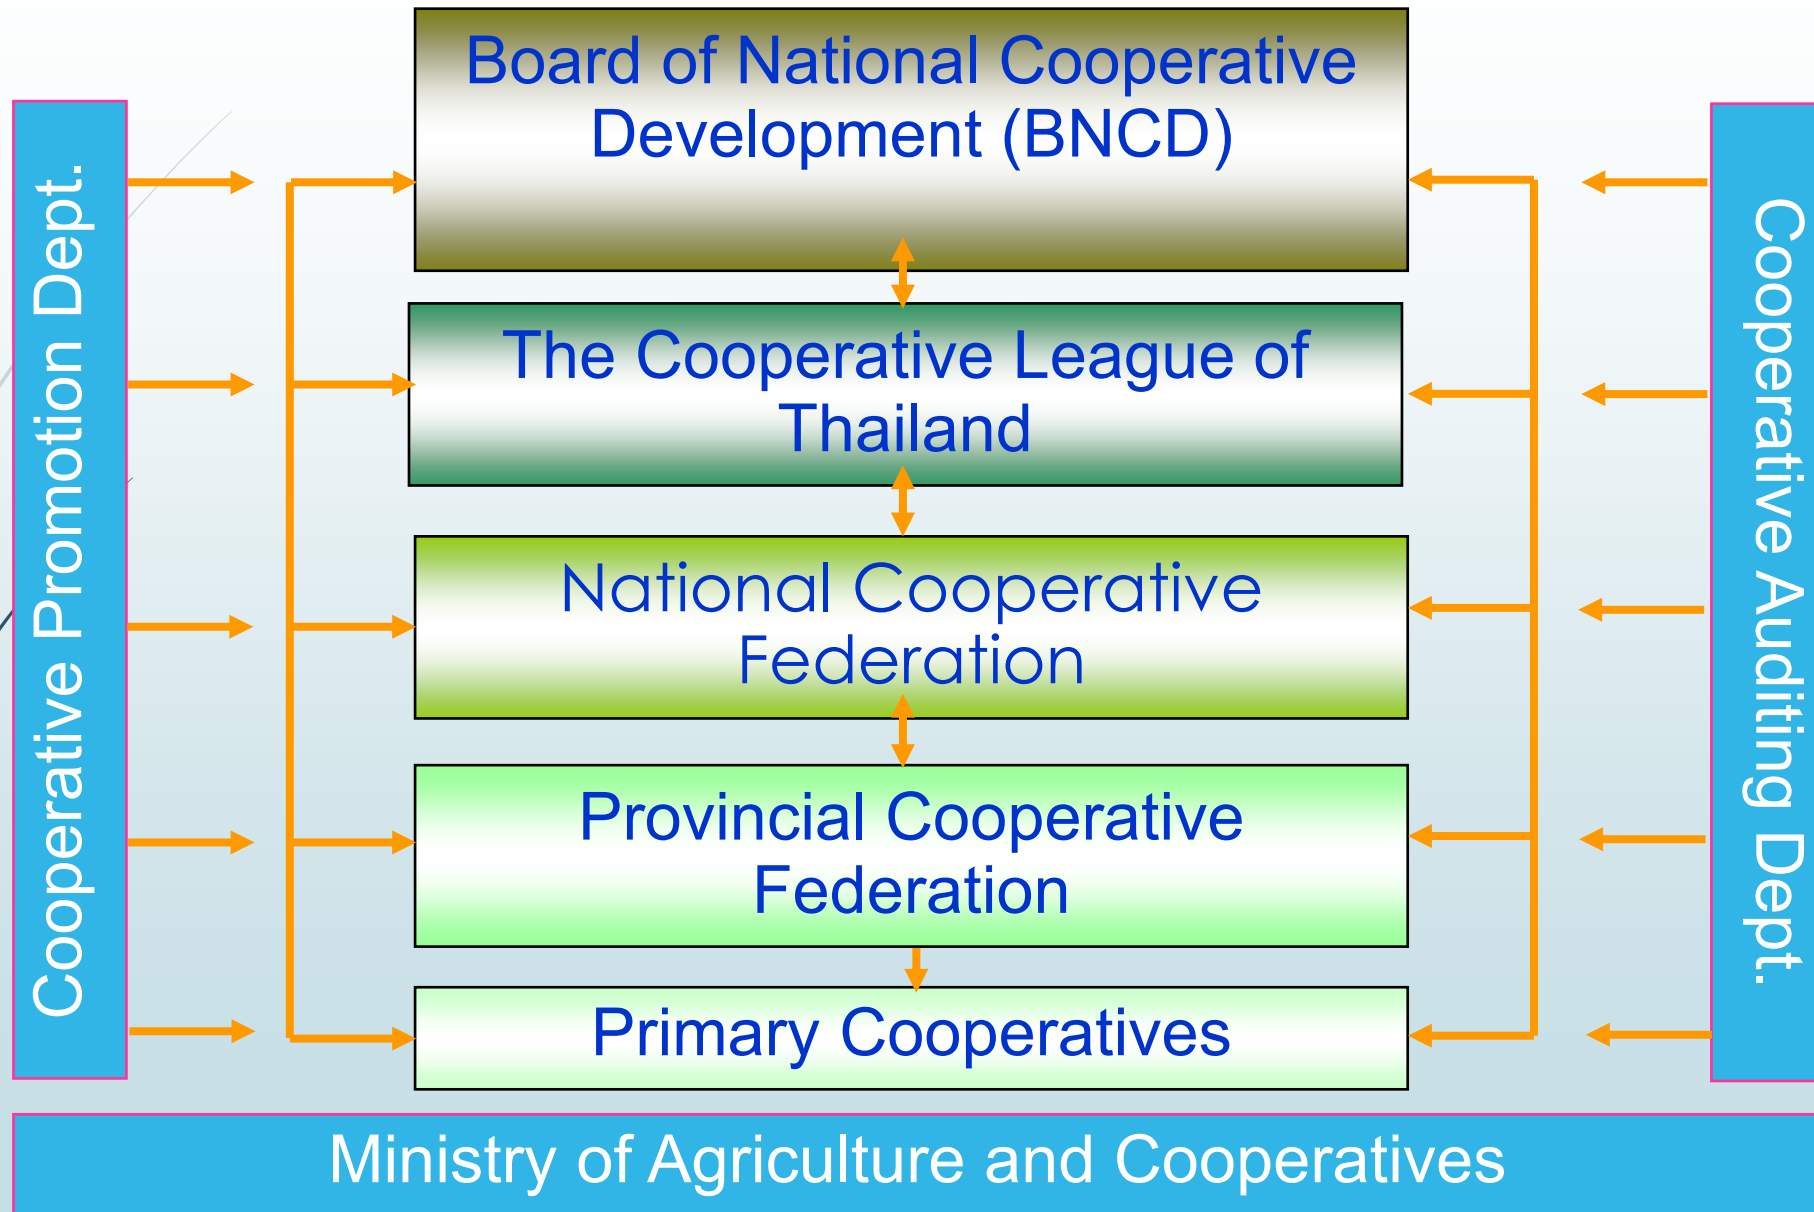 Board of National Cooperative
Development (BNCD)
Cooperative Promotion Dept.
The Cooperative League of
Thailand
National Cooperative
Federation
Provincial Cooperative
Federation
Primary Cooperatives
Cooperative Auditing Dept.
Ministry of Agriculture and Cooperatives